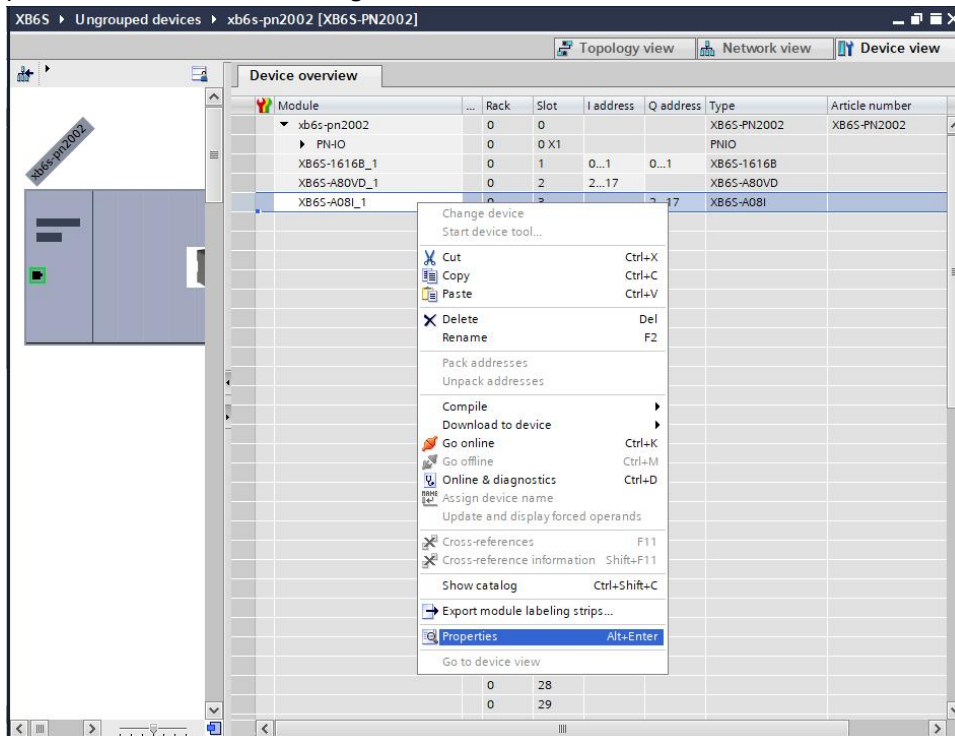 XB6S ▸ Ungrouped devices ▸ xb6s-pn2002 [XB6S-PN2002]
Topology view Network view Device view
Device overview
Module ... Rack Slot I address Q address Type Article number
xb6s-pn2002 0 0 XB6S-PN2002 XB6S-PN2002
PN-IO 0 0 X1 PNIO
XB6S-1616B_1 0 1 0...1 0...1 XB6S-1616B
XB6S-A80VD_1 0 2 2...17 XB6S-A80VD
XB6S-A08I_1 0 3 2...17 XB6S-A08I
xb6s-pn2002
Change device
Start device tool...
Cut Ctrl+X
Copy Ctrl+C
Paste Ctrl+V
Delete Del
Rename F2
Pack addresses
Unpack addresses
Compile
Download to device
Go online Ctrl+K
Go offline Ctrl+M
Online & diagnostics Ctrl+D
Assign device name
Update and display forced operands
Cross-references F11
Cross-reference information Shift+F11
Show catalog Ctrl+Shift+C
Export module labeling strips...
Properties Alt+Enter
Go to device view
0 28
0 29